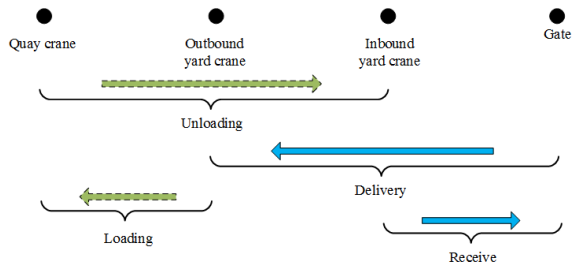 Quay crane
Outbound
yard crane
Inbound
yard crane
Gate
Unloading
Delivery
Loading
Receive